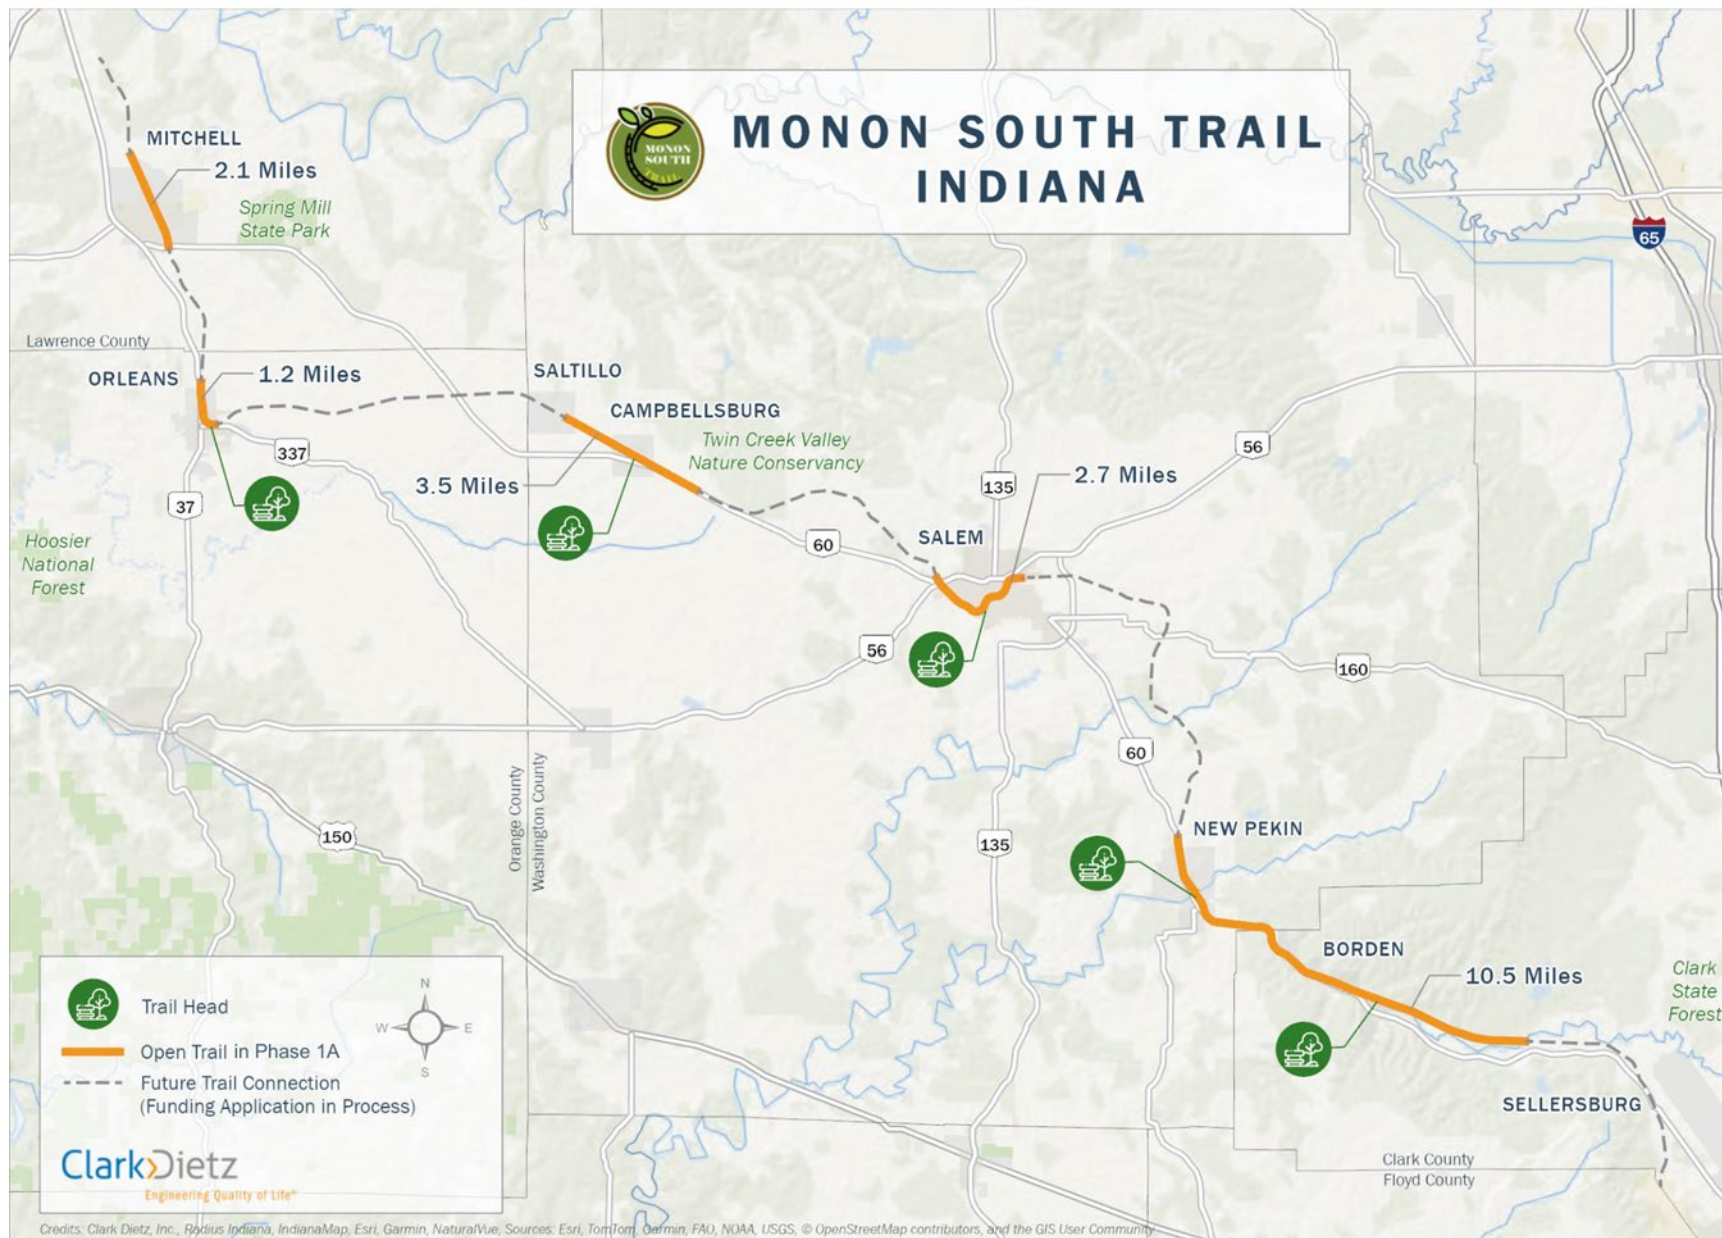 MONON SOUTH TRAIL
INDIANA
MONON
SOUTH
TRAIL
65
MITCHELL
2.1 Miles
Spring Mill
State Park
Lawrence County
ORLEANS
1.2 Miles
SALTILLO
CAMPBELLSBURG
Twin Creek Valley
Nature Conservancy
337
3.5 Miles
37
135
2.7 Miles
56
SALEM
60
Hoosier
National
Forest
56
160
60
Orange County
Washington County
150
135
NEW PEKIN
BORDEN
10.5 Miles
Clark
State
Forest
SELLERSBURG
Clark County
Floyd County
Trail Head
Open Trail in Phase 1A
Future Trail Connection
(Funding Application in Process)
N
W
E
S
Clark Dietz
Engineering Quality of Life
Credits: Clark Dietz, Inc., Radius Indiana, IndianaMap, Esri, Garmin, NaturalVue, Sources: Esri, TomTom, Garmin, FAO, NOAA, USGS, © OpenStreetMap contributors, and the GIS User Community